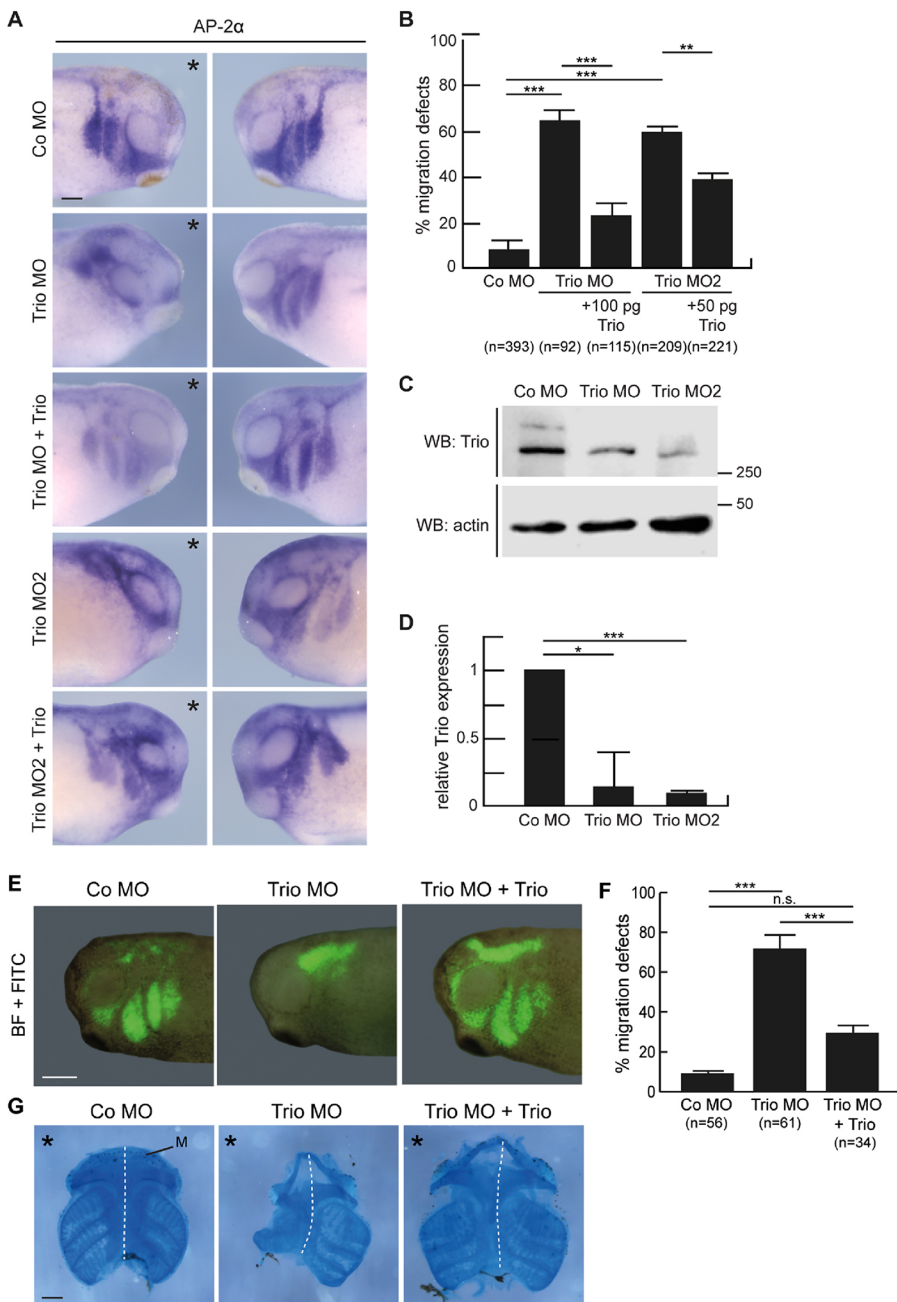 A
AP-2α
Co MO
*
Trio MO
*
Trio MO + Trio
*
Trio MO2
*
Trio MO2 + Trio
*
B
% migration defects
100
80
60
40
20
0
***
***
***
**
Co MO
Trio MO
Trio MO2
+100 pg
Trio
+50 pg
Trio
(n=393)
(n=92)
(n=115)
(n=209)
(n=221)
C
Co MO
Trio MO
Trio MO2
WB: Trio
250
50
WB: actin
D
relative Trio expression
1
0.5
0
***
*
Co MO
Trio MO
Trio MO2
E
Co MO
Trio MO
Trio MO + Trio
BF + FITC
F
% migration defects
100
80
60
40
20
0
***
n.s.
***
Co MO
(n=56)
Trio MO
(n=61)
Trio MO
+ Trio
(n=34)
G
Co MO
Trio MO
Trio MO + Trio
*
M
*
*